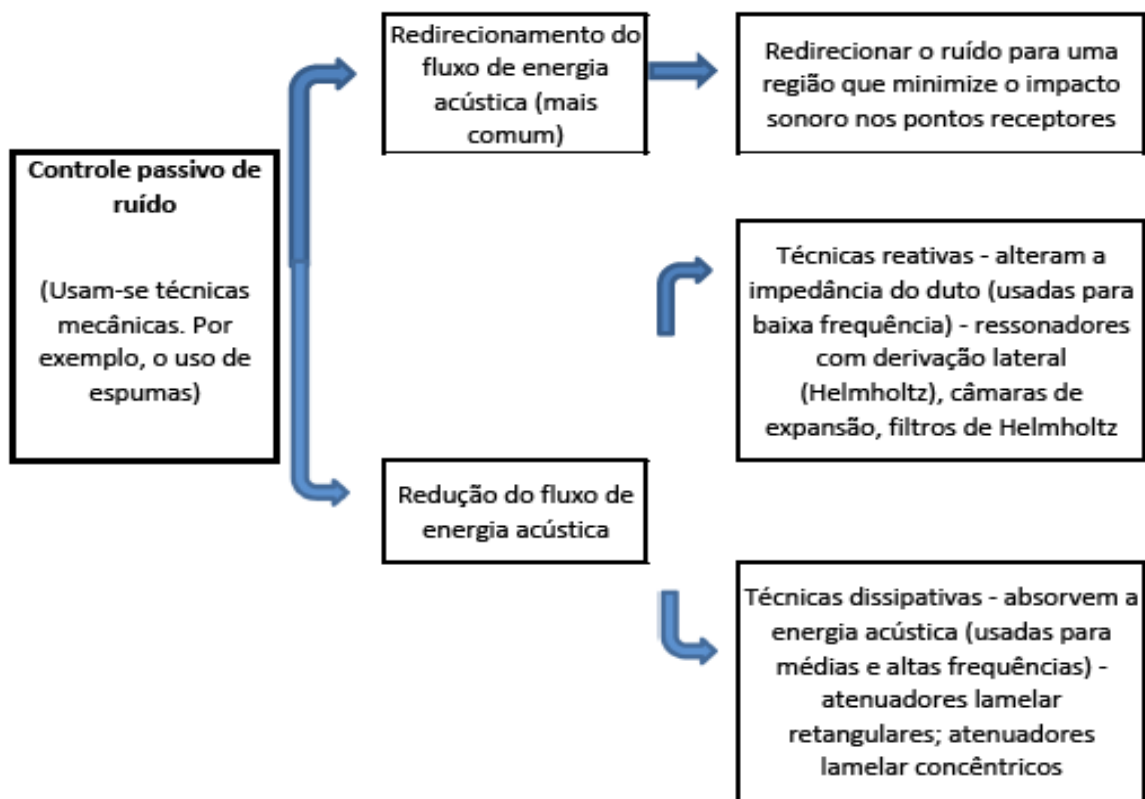 Controle passivo de
ruído
(Usam-se técnicas
mecânicas. Por
exemplo, o uso de
espumas)
Redirecionamento do
fluxo de energia
acústica (mais
comum)
Redirecionar o ruído para uma
região que minimize o impacto
sonoro nos pontos receptores
Redução do fluxo de
energia acústica
Técnicas reativas - alteram a
impedância do duto (usadas para
baixa frequência) - ressonadores
com derivação lateral
(Helmholtz), câmaras de
expansão, filtros de Helmholtz
Técnicas dissipativas - absorvem a
energia acústica (usadas para
médias e altas frequências) -
atenuadores lamelar
retangulares; atenuadores
lamelar concêntricos